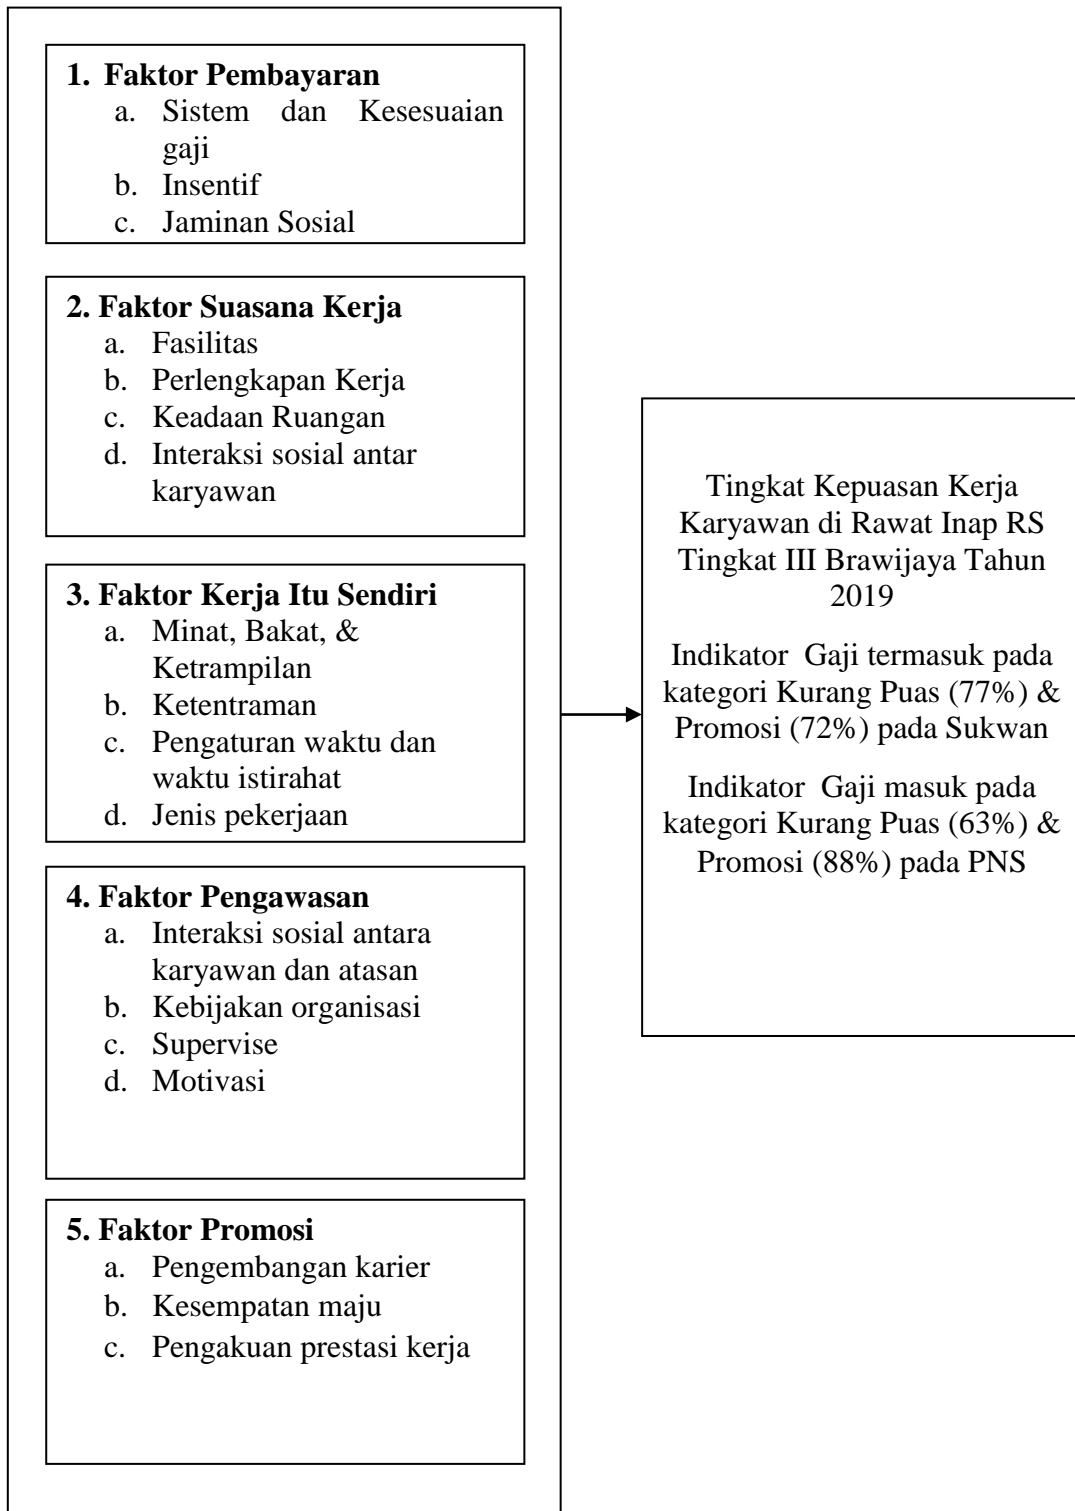 1. Faktor Pembayaran
a. Sistem dan Kesesuaian
gaji
b. Insentif
c. Jaminan Sosial
2. Faktor Suasana Kerja
a. Fasilitas
b. Perlengkapan Kerja
c. Keadaan Ruangan
d. Interaksi sosial antar
karyawan
3. Faktor Kerja Itu Sendiri
a. Minat, Bakat, &
Ketrampilan
b. Ketentraman
c. Pengaturan waktu dan
waktu istirahat
d. Jenis pekerjaan
4. Faktor Pengawasan
a. Interaksi sosial antara
karyawan dan atasan
b. Kebijakan organisasi
c. Supervise
d. Motivasi
5. Faktor Promosi
a. Pengembangan karier
b. Kesempatan maju
c. Pengakuan prestasi kerja
Tingkat Kepuasan Kerja
Karyawan di Rawat Inap RS
Tingkat III Brawijaya Tahun
2019
Indikator Gaji termasuk pada
kategori Kurang Puas (77%) &
Promosi (72%) pada Sukwan
Indikator Gaji masuk pada
kategori Kurang Puas (63%) &
Promosi (88%) pada PNS